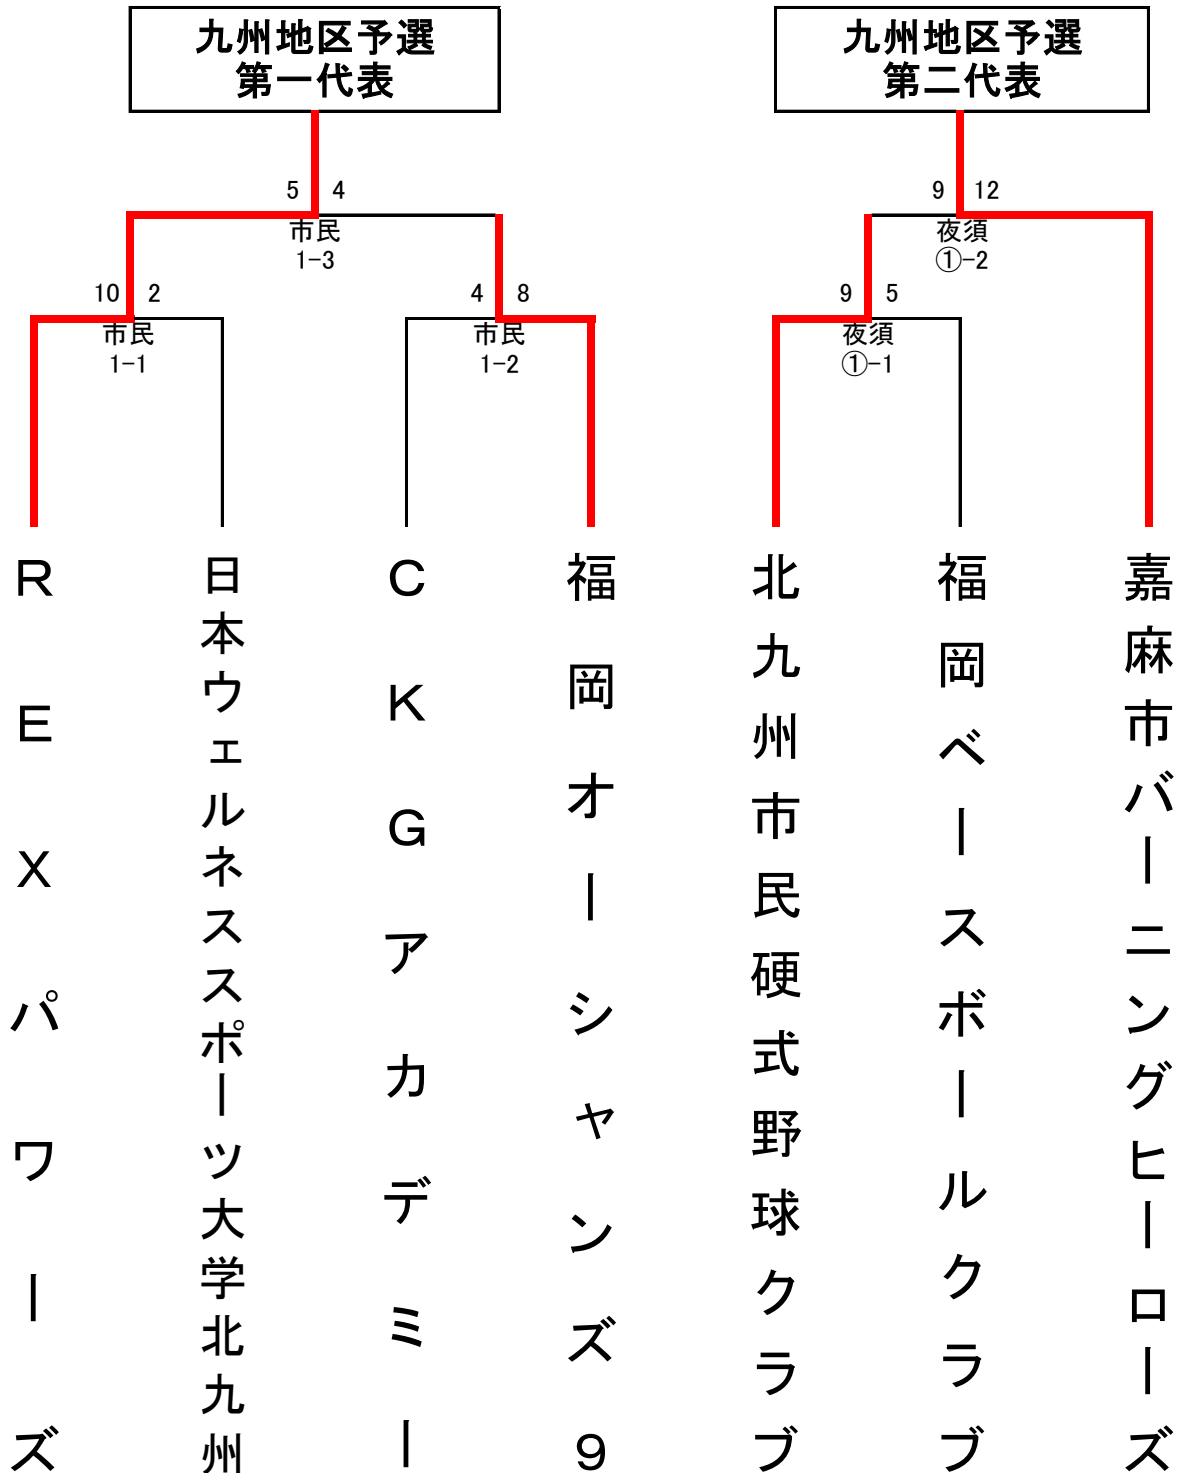 九州地区予選
第一代表
九州地区予選
第二代表
5 4
市民
1-3
9 12
夜須
①-2
10 2
市民
1-1
4 8
市民
1-2
9 5
夜須
①-1
REXパワーズ
日本ウェルネススポーツ大学北九州
CKGアカデミー
福岡オーシャンズ9
北九州市民硬式野球クラブ
福岡ベースボールクラブ
嘉麻市バーニングヒーローズ